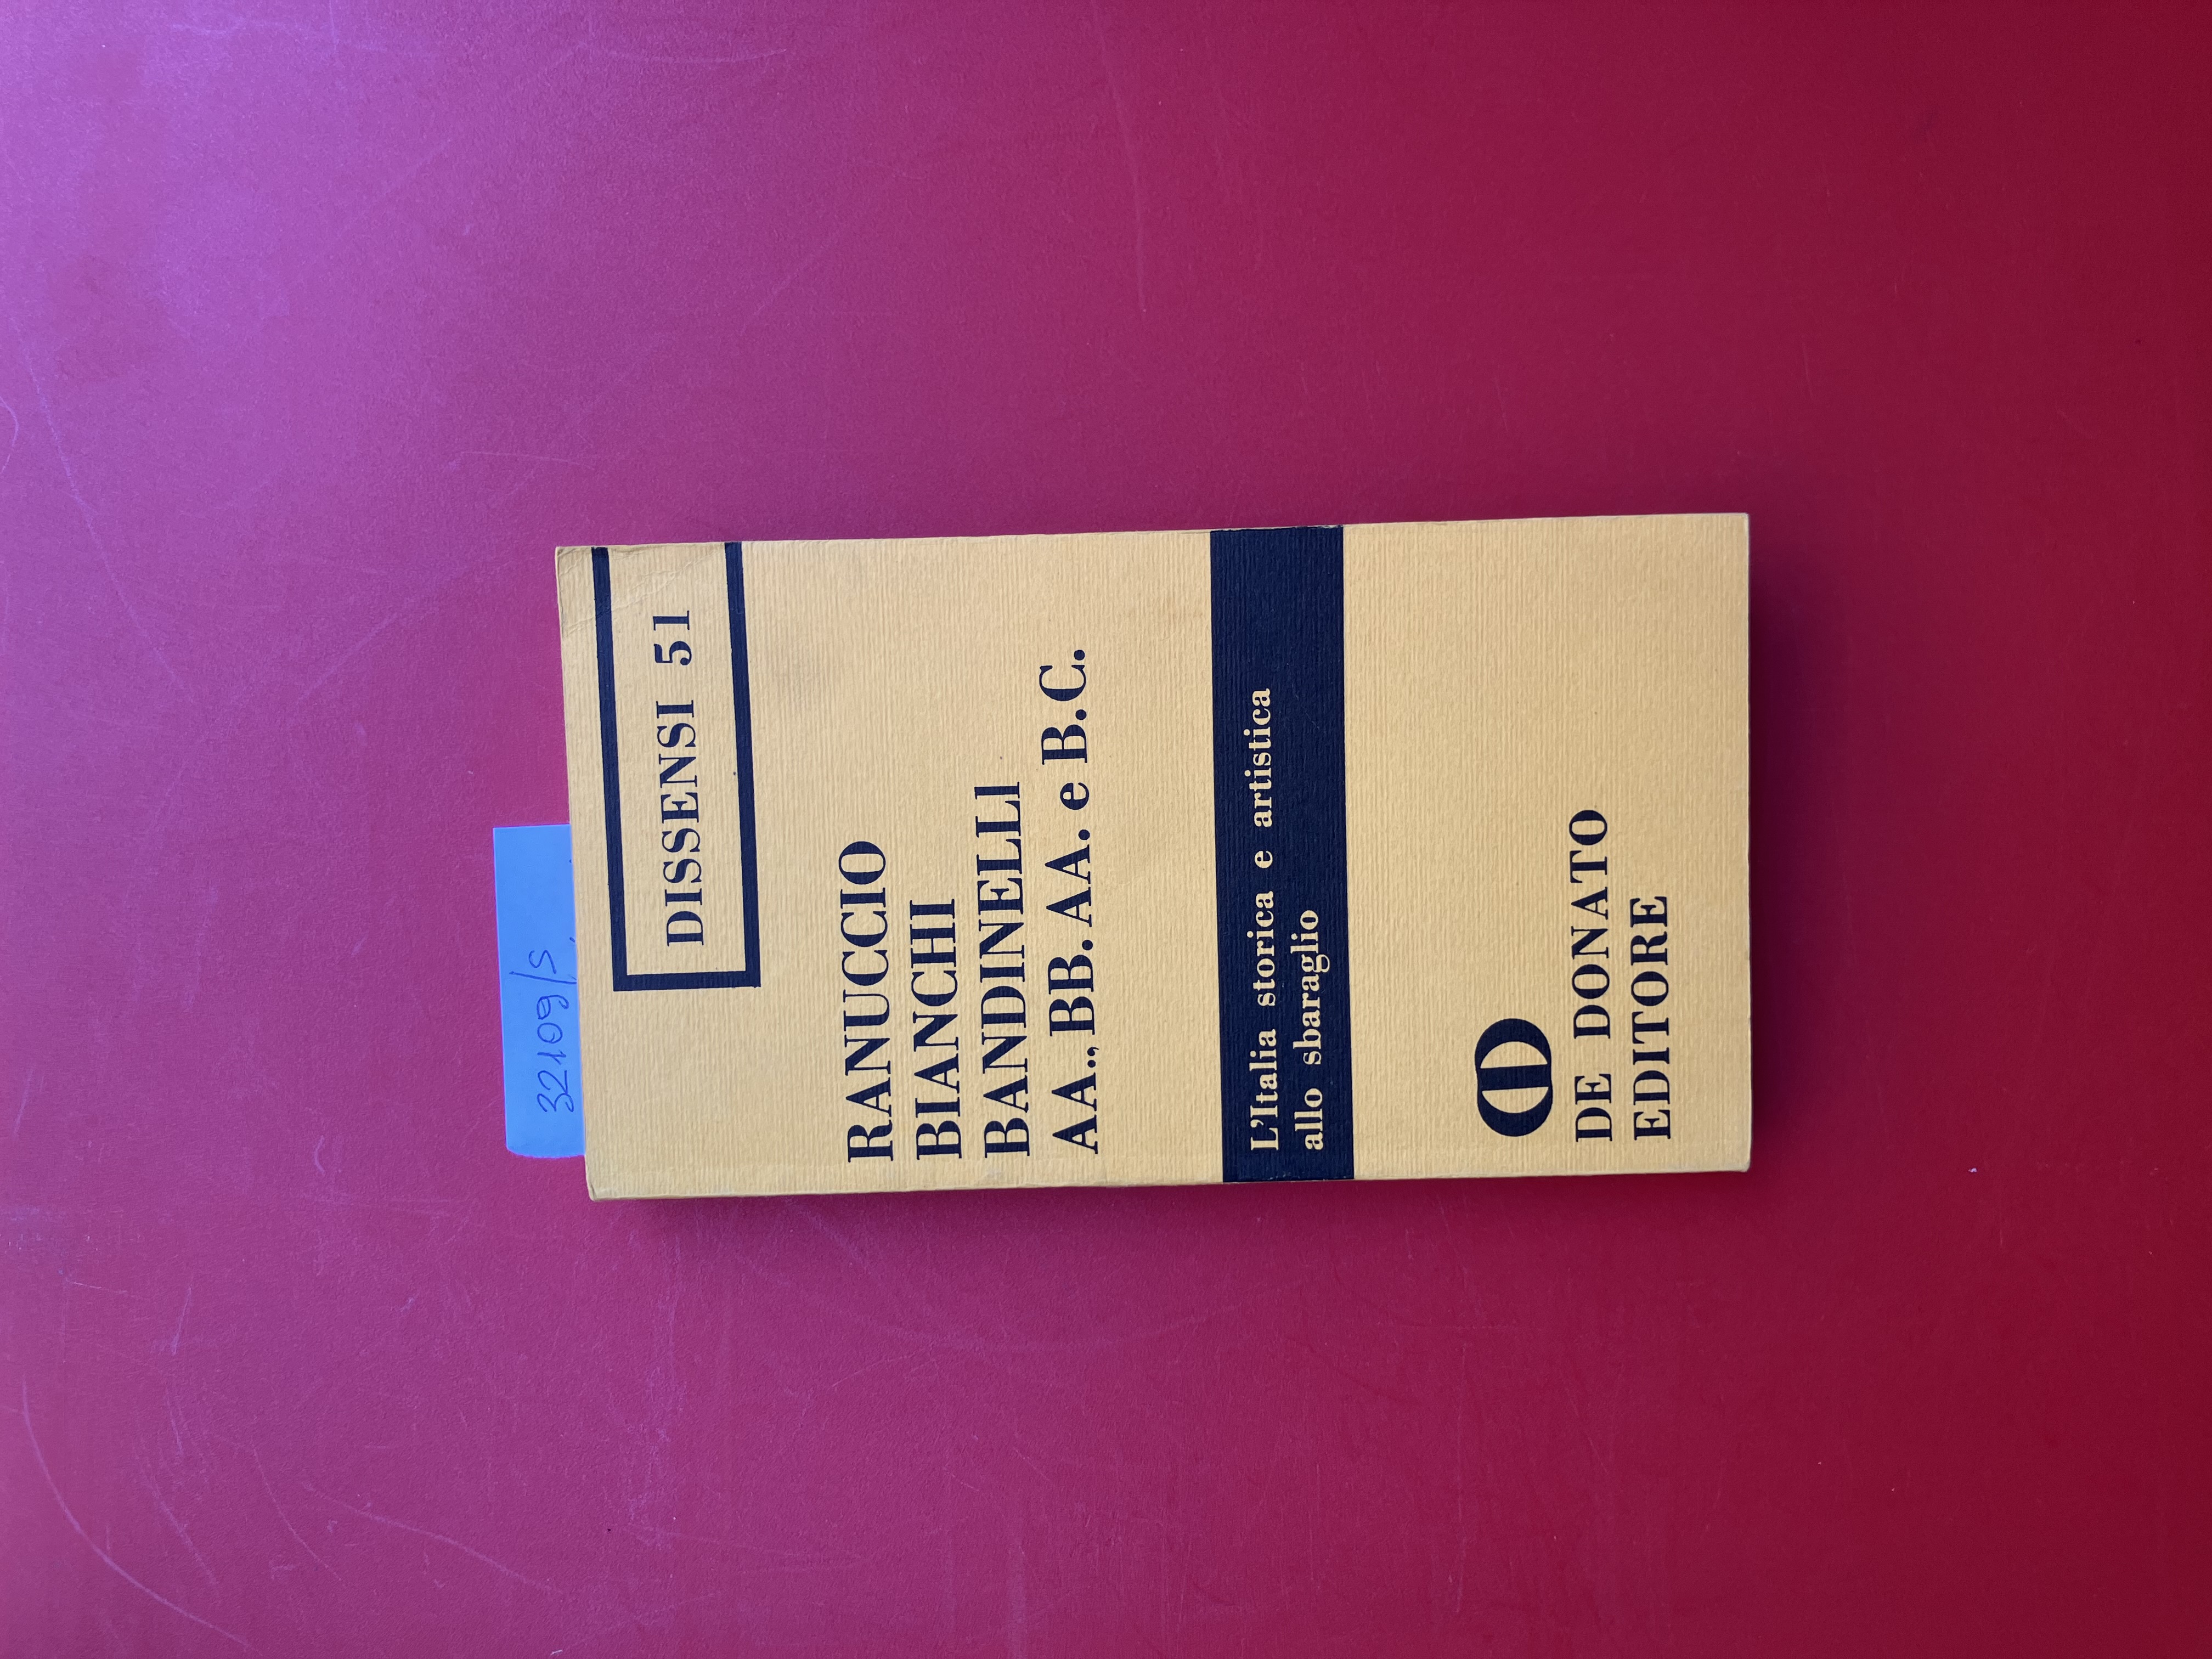 32109/S
DISSENSI 51
RANUCCIO
BIANCHI
BANDINELLI
AA., BB. AA. e B.C.
L'Italia storica e artistica
allo sbaraglio
DE DONATO
EDITORE